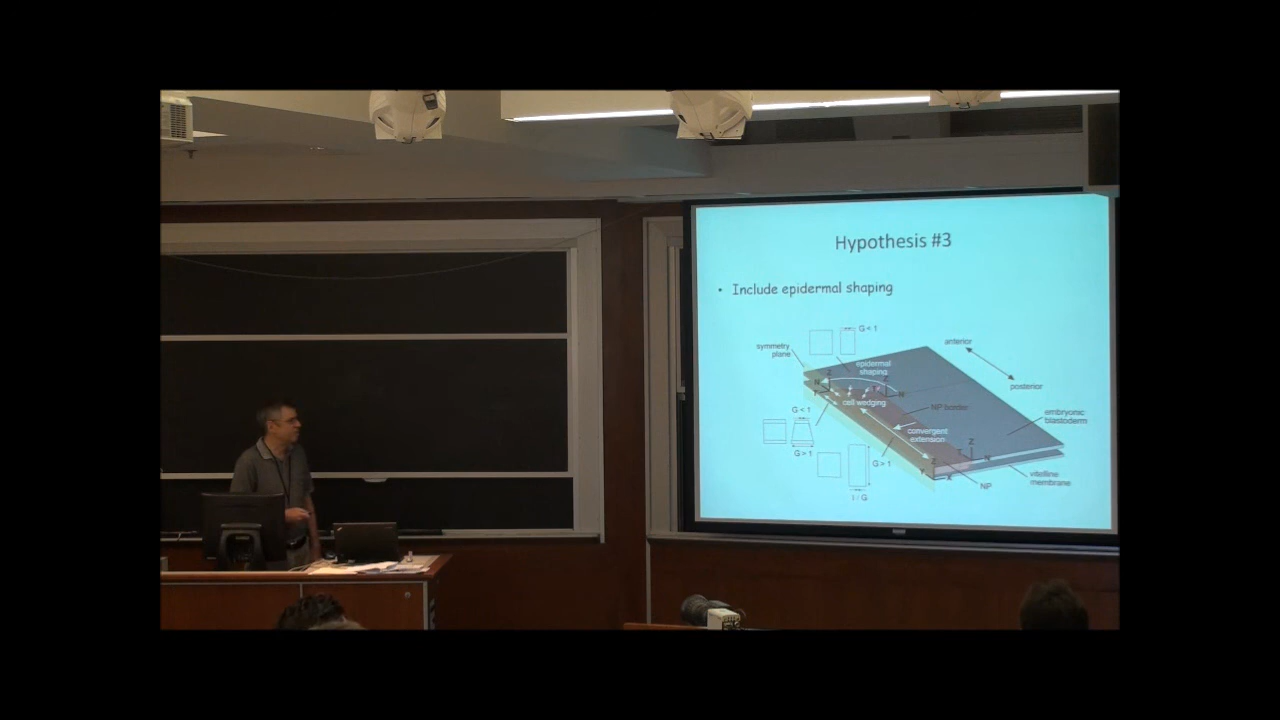 Hypothesis #3
• Include epidermal shaping
G < 1
symmetry
plane
anterior
epidermal
shaping
posterior
cell wedging
NP border
G < 1
embryonic
blastoderm
convergent
extension
G > 1
G > 1
vitelline
membrane
NP
1 / G